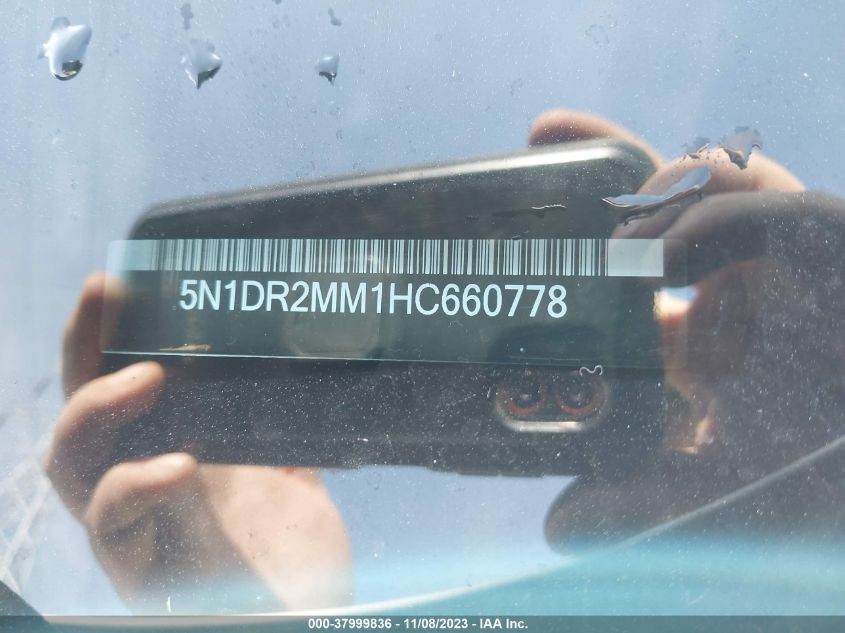 5N1DR2MM1HC660778
000-37999836 - 11/08/2023 - IAA Inc.